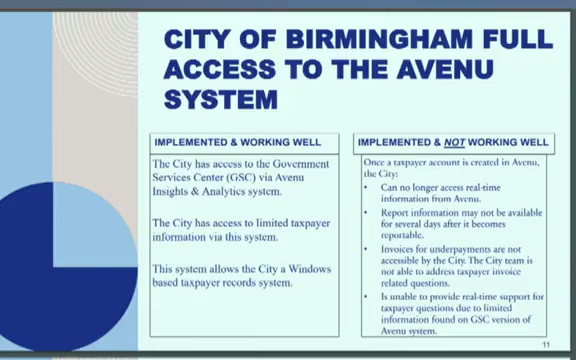 CITY OF BIRMINGHAM FULL
ACCESS TO THE AVENU
SYSTEM
IMPLEMENTED & WORKING WELL
The City has access to the Government
Services Center (GSC) via Avenu
Insights & Analytics system.
The City has access to limited taxpayer
information via this system.
This system allows the City a Windows
based taxpayer records system.
IMPLEMENTED & NOT WORKING WELL
Once a taxpayer account is created in Avenu,
the City:
• Can no longer access real-time
information from Avenu.
• Report information may not be available
for several days after it becomes
reportable.
• Invoices for underpayments are not
accessible by the City. The City team is
not able to address taxpayer invoice
related questions.
• Is unable to provide real-time support for
taxpayer questions due to limited
information found on GSC version of
Avenu system.
11